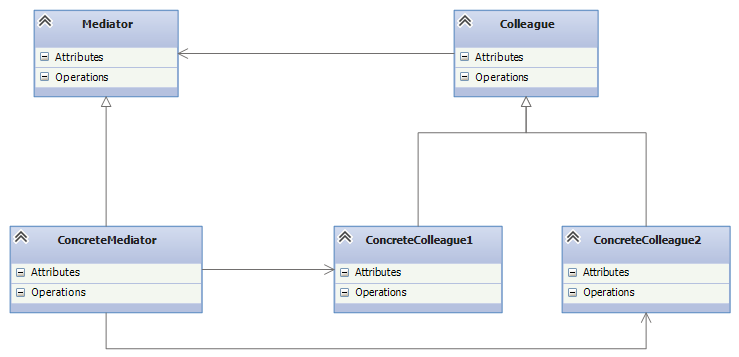 Mediator
Attributes
Operations
Colleague
Attributes
Operations
ConcreteMediator
Attributes
Operations
ConcreteColleague1
Attributes
Operations
ConcreteColleague2
Attributes
Operations